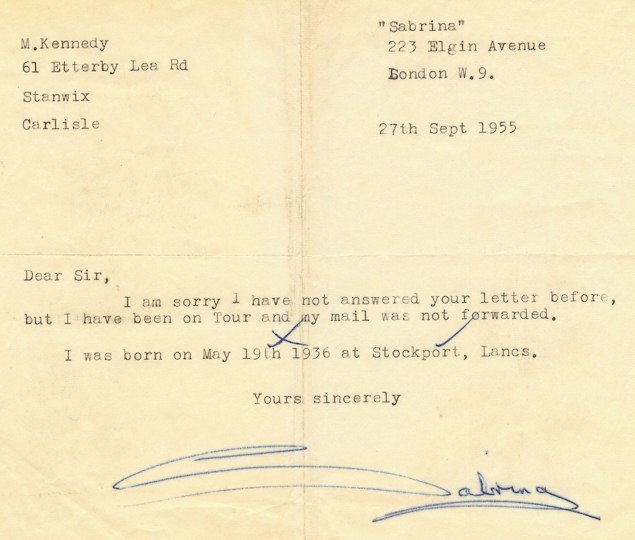 "Sabrina"
223 Elgin Avenue
London W.9.
27th Sept 1955
M.Kennedy
61 Etterby Lea Rd
Stanwix
Carlisle
Dear Sir,
I am sorry I have not answered your letter before,
but I have been on Tour and my mail was not forwarded.
I was born on May 19th 1936 at Stockport, Lancs.
Yours sincerely
Sabrina